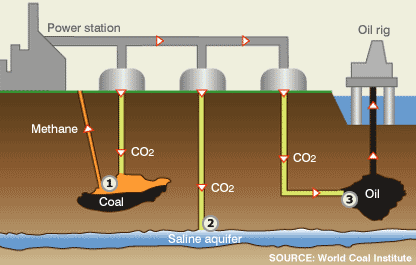 Power station
Oil rig
Methane
CO2
CO2
CO2
1
Coal
2
3
Oil
Saline aquifer
SOURCE: World Coal Institute